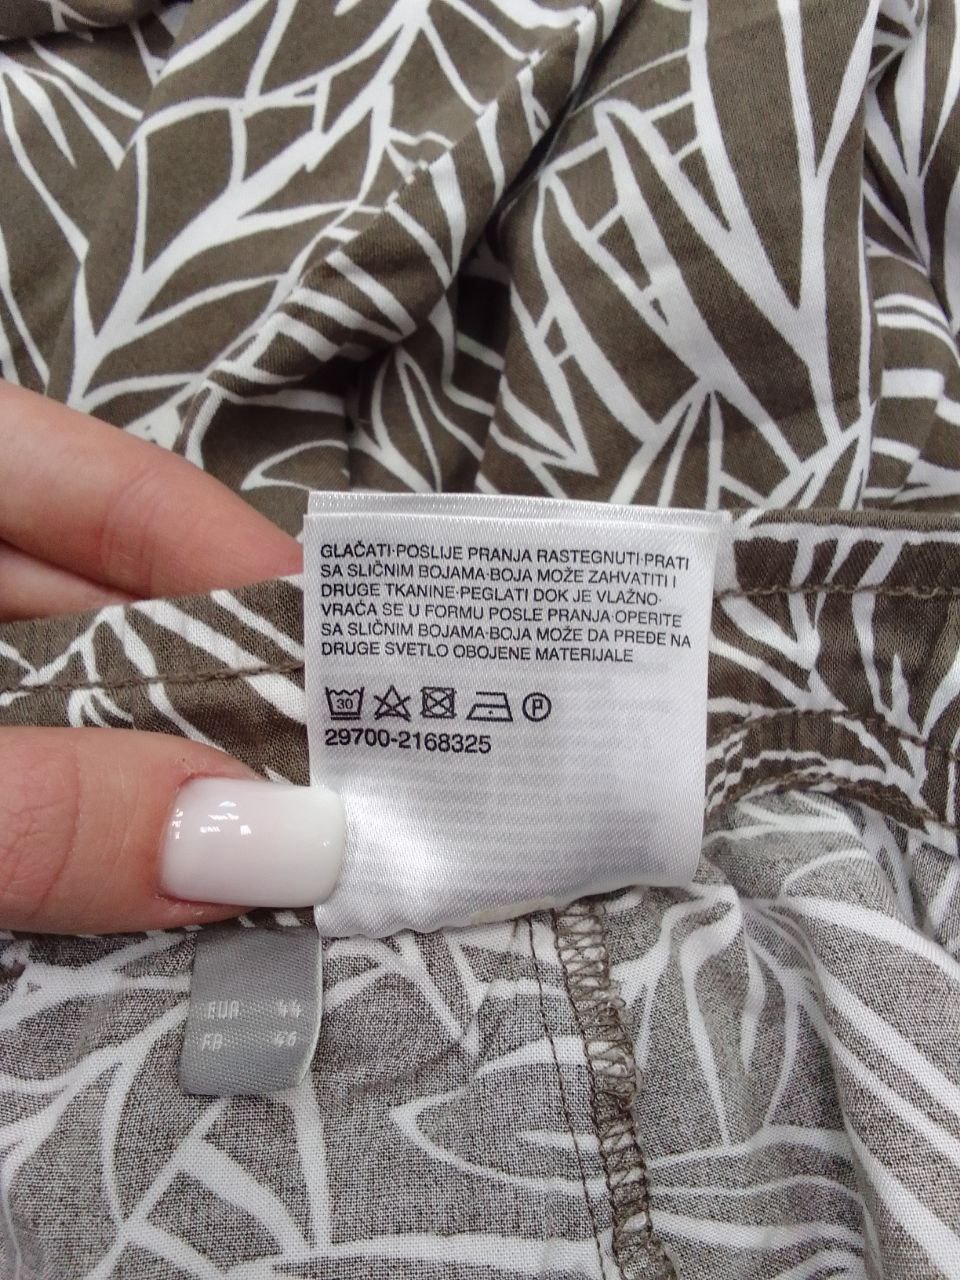 GLAČATI·POSLIJE PRANJA RASTEGNUTI·PRATI
SA SLIČNIM BOJAMA·BOJA MOŽE ZAHVATITI I
DRUGE TKANINE·PEGLATI DOK JE VLAŽNO·
VRAĆA SE U FORMU POSLE PRANJA·OPERITE
SA SLIČNIM BOJAMA·BOJA MOŽE DA PREĐE NA
DRUGE SVETLO OBOJENE MATERIJALE
30 P
29700-2168325
EUR 44
FR 46